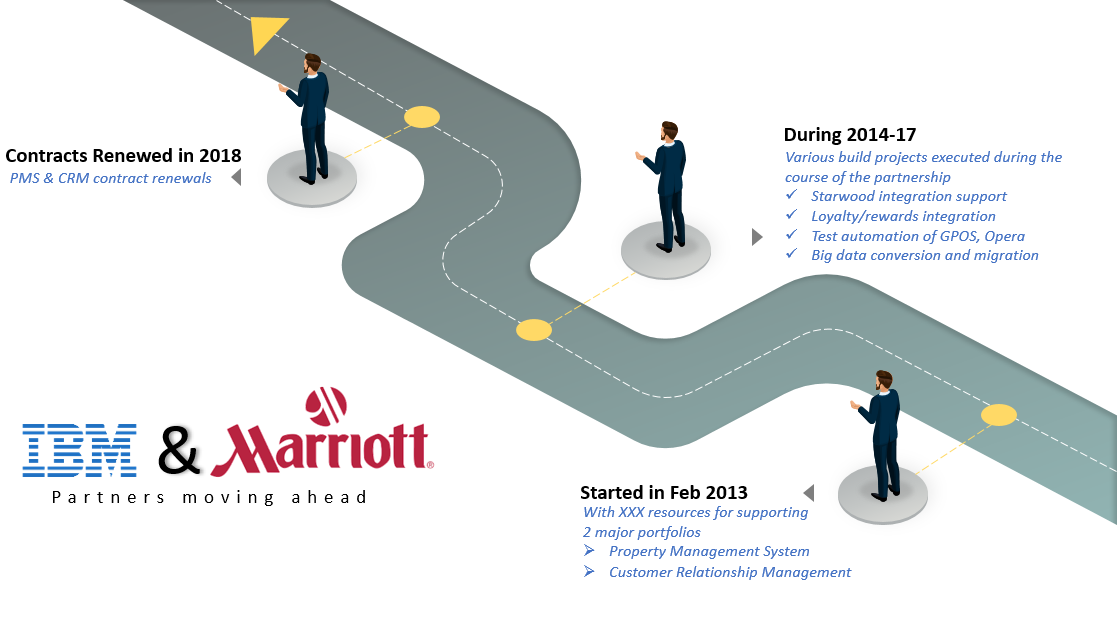 Contracts Renewed in 2018
PMS & CRM contract renewals
During 2014-17
Various build projects executed during the
course of the partnership
✓ Starwood integration support
✓ Loyalty/rewards integration
✓ Test automation of GPOS, Opera
✓ Big data conversion and migration
IBM & Marriott®
Partners moving ahead
Started in Feb 2013
With XXX resources for supporting
2 major portfolios
➢ Property Management System
➢ Customer Relationship Management